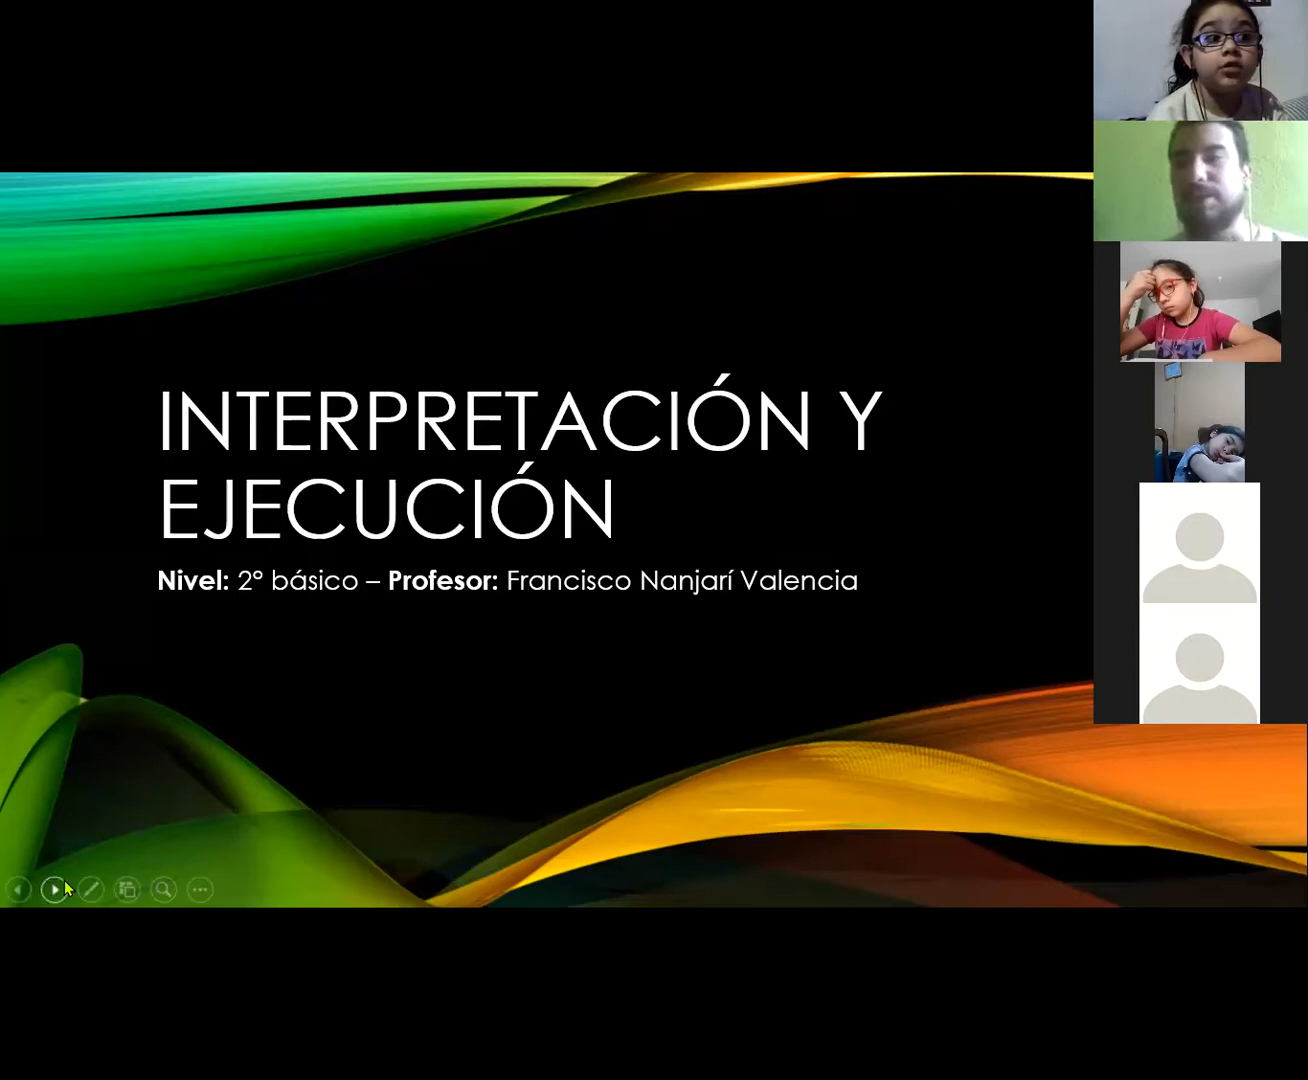 INTERPRETACIÓN Y
EJECUCIÓN
Nivel: 2° básico – Profesor: Francisco Nanjarí Valencia